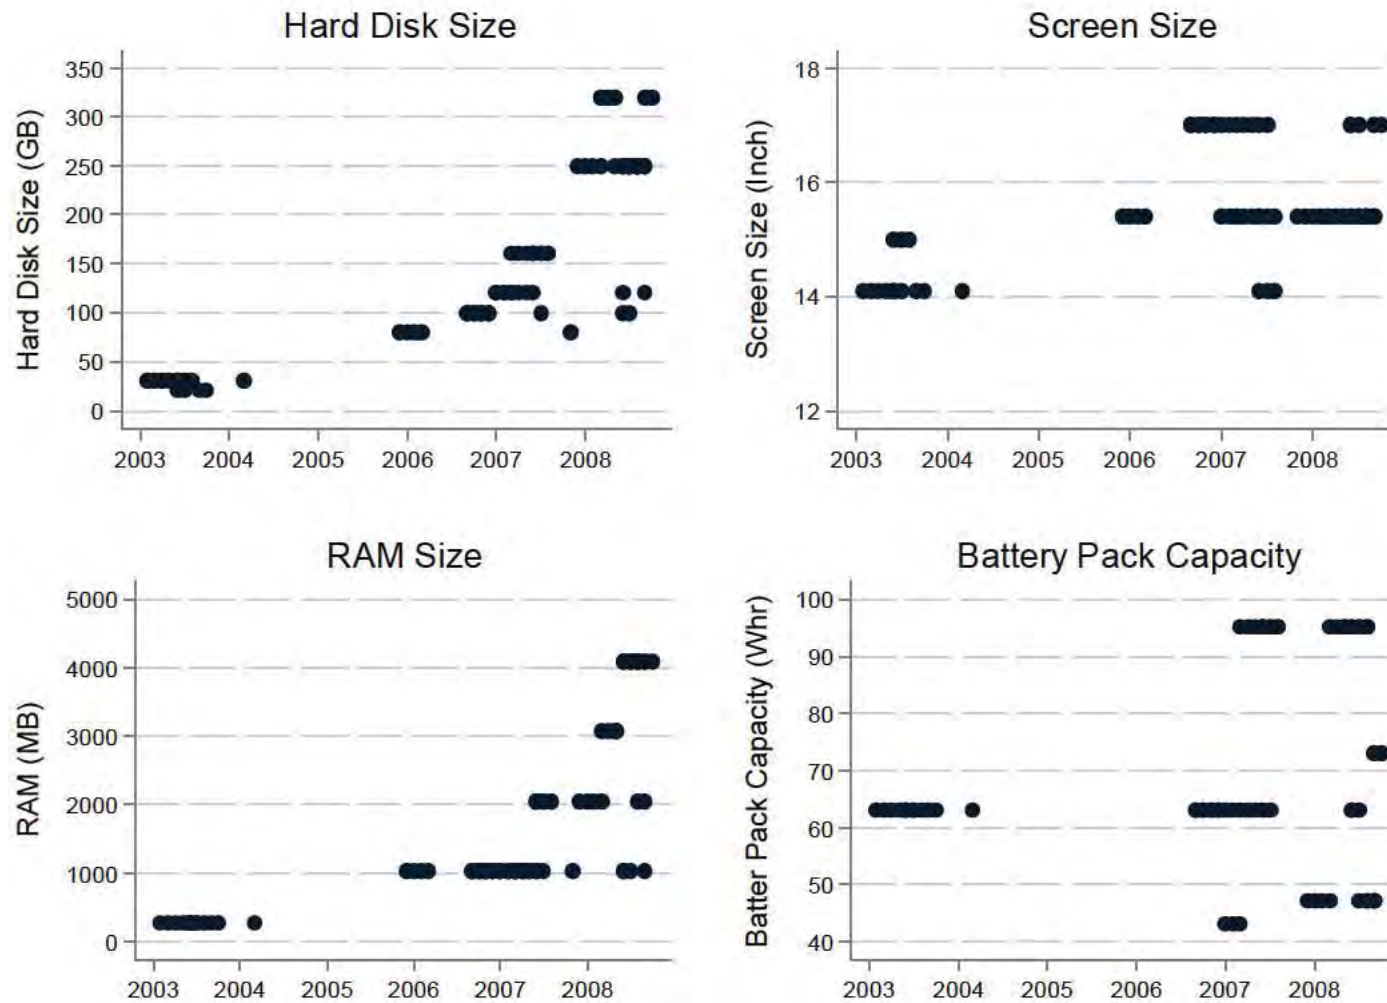 Hard Disk Size
Hard Disk Size (GB)
350
300
250
200
150
100
50
0
2003 2004 2005 2006 2007 2008
Screen Size
Screen Size (Inch)
18
16
14
12
2003 2004 2005 2006 2007 2008
RAM Size
RAM (MB)
5000
4000
3000
2000
1000
0
2003 2004 2005 2006 2007 2008
Battery Pack Capacity
Batter Pack Capacity (Whr)
100
90
80
70
60
50
40
2003 2004 2005 2006 2007 2008